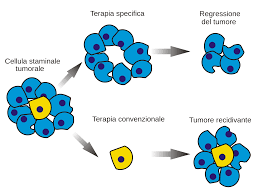 Terapia specifica
Regressione
del tumore
Cellula staminale
tumorale
Terapia convenzionale
Tumore recidivante